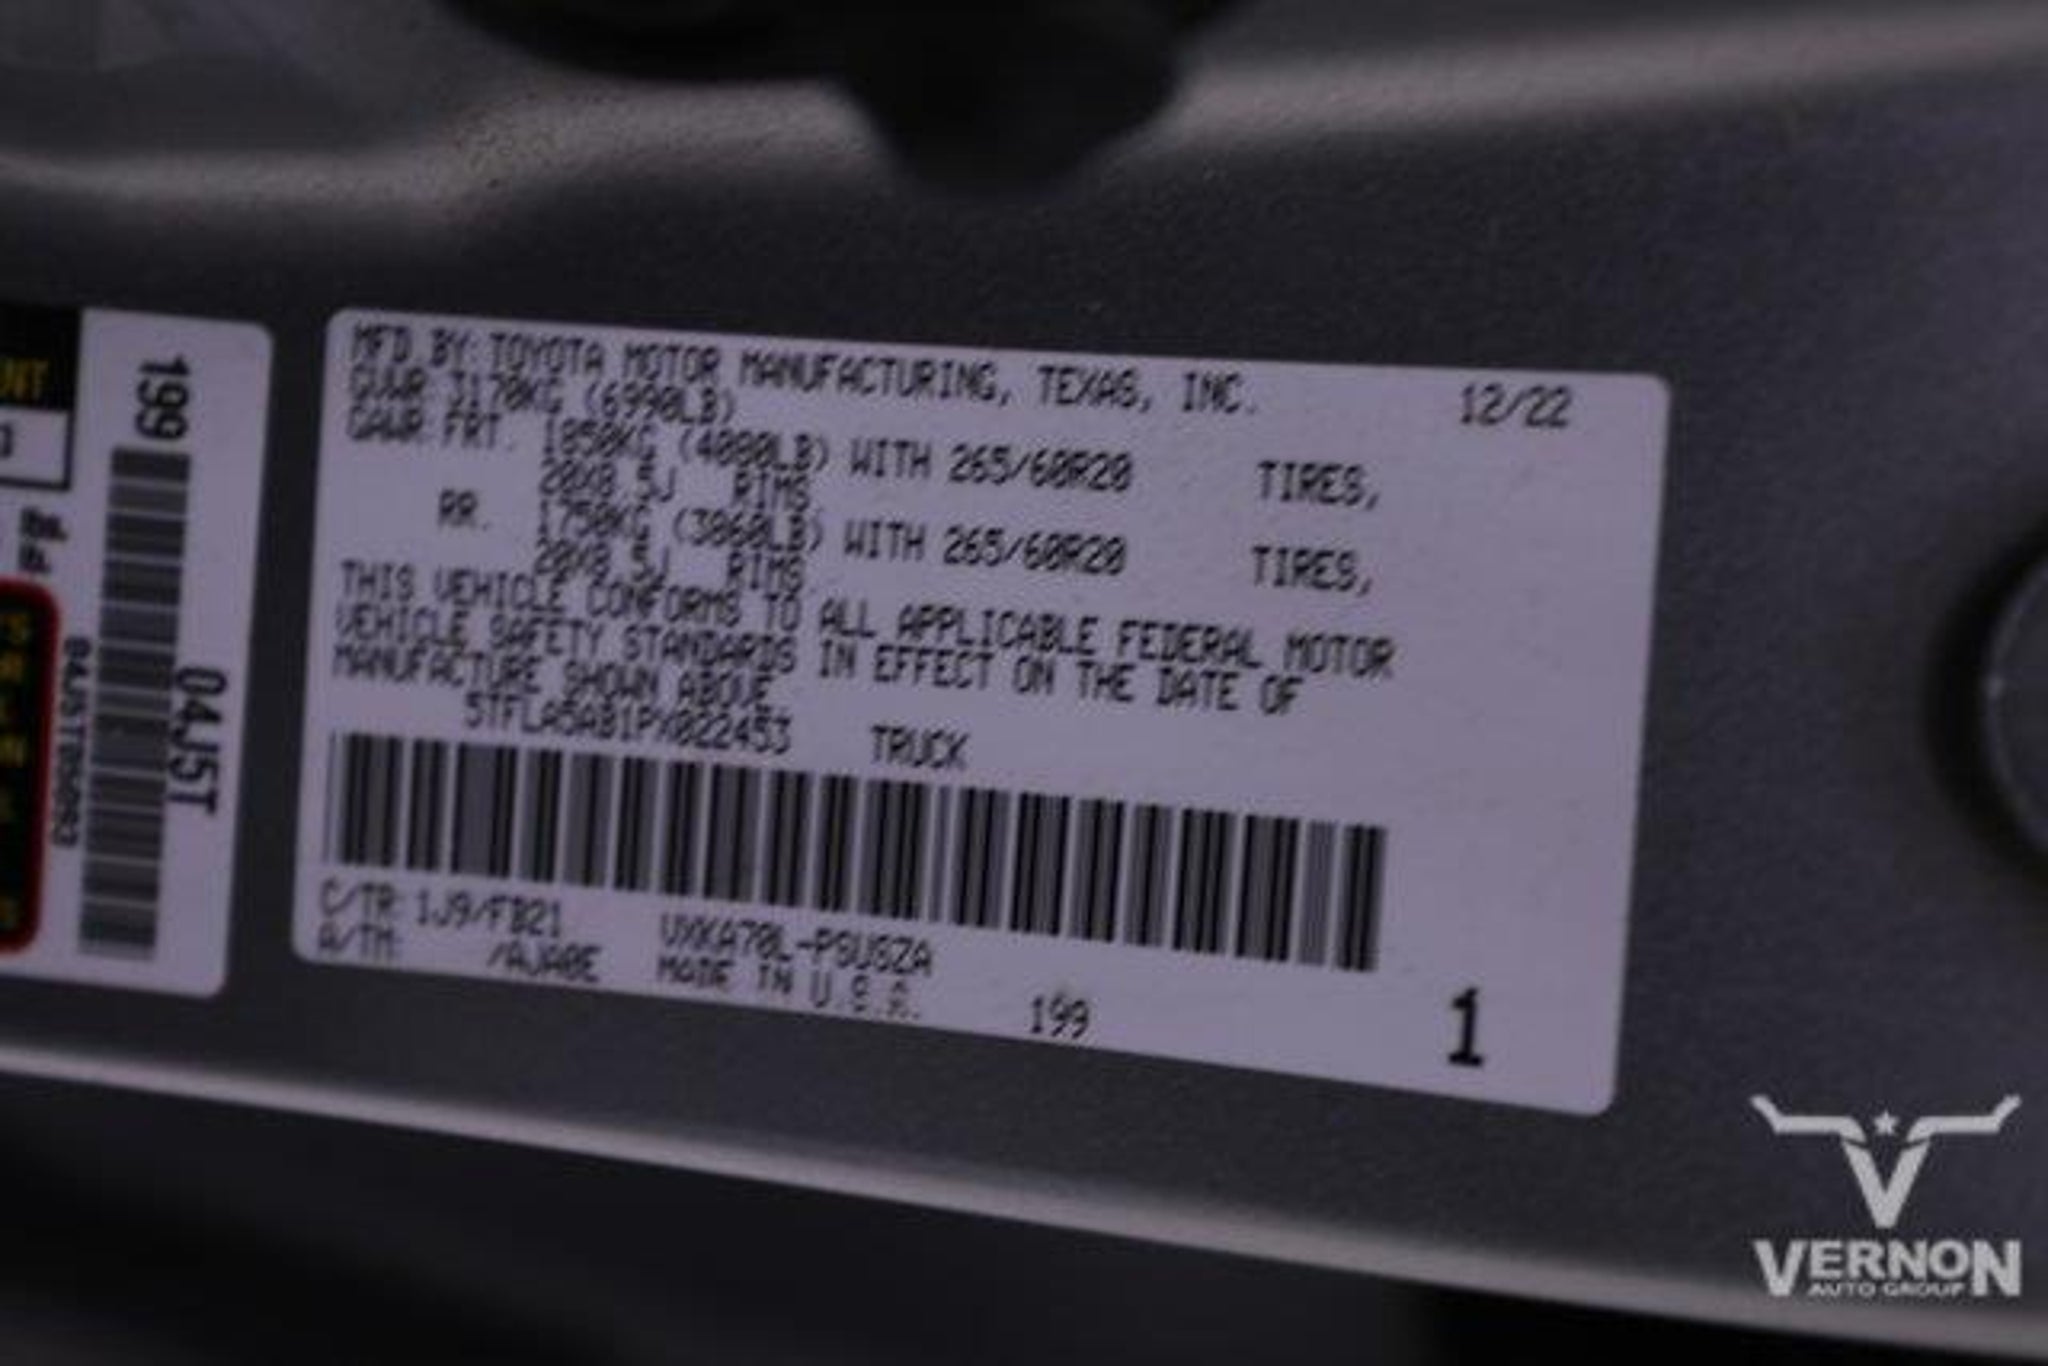 MFD. BY: TOYOTA MOTOR MANUFACTURING, TEXAS, INC. 12/22
GVWR 3170KG (6990LB)
GAWR FRT. 1850KG (4080LB) WITH 265/60R20 TIRES,
20X8.5J RIMS
RR. 1750KG (3860LB) WITH 265/60R20 TIRES,
20X8.5J RIMS
THIS VEHICLE CONFORMS TO ALL APPLICABLE FEDERAL MOTOR
VEHICLE SAFETY STANDARDS IN EFFECT ON THE DATE OF
MANUFACTURE SHOWN ABOVE.
5TFLA5AB1PX022453 TRUCK
C/TR: 1J9/FB21
A/TM: /AJA0E MADE IN U.S.A. 199
1
199
04J5T
VERNON
AUTO GROUP